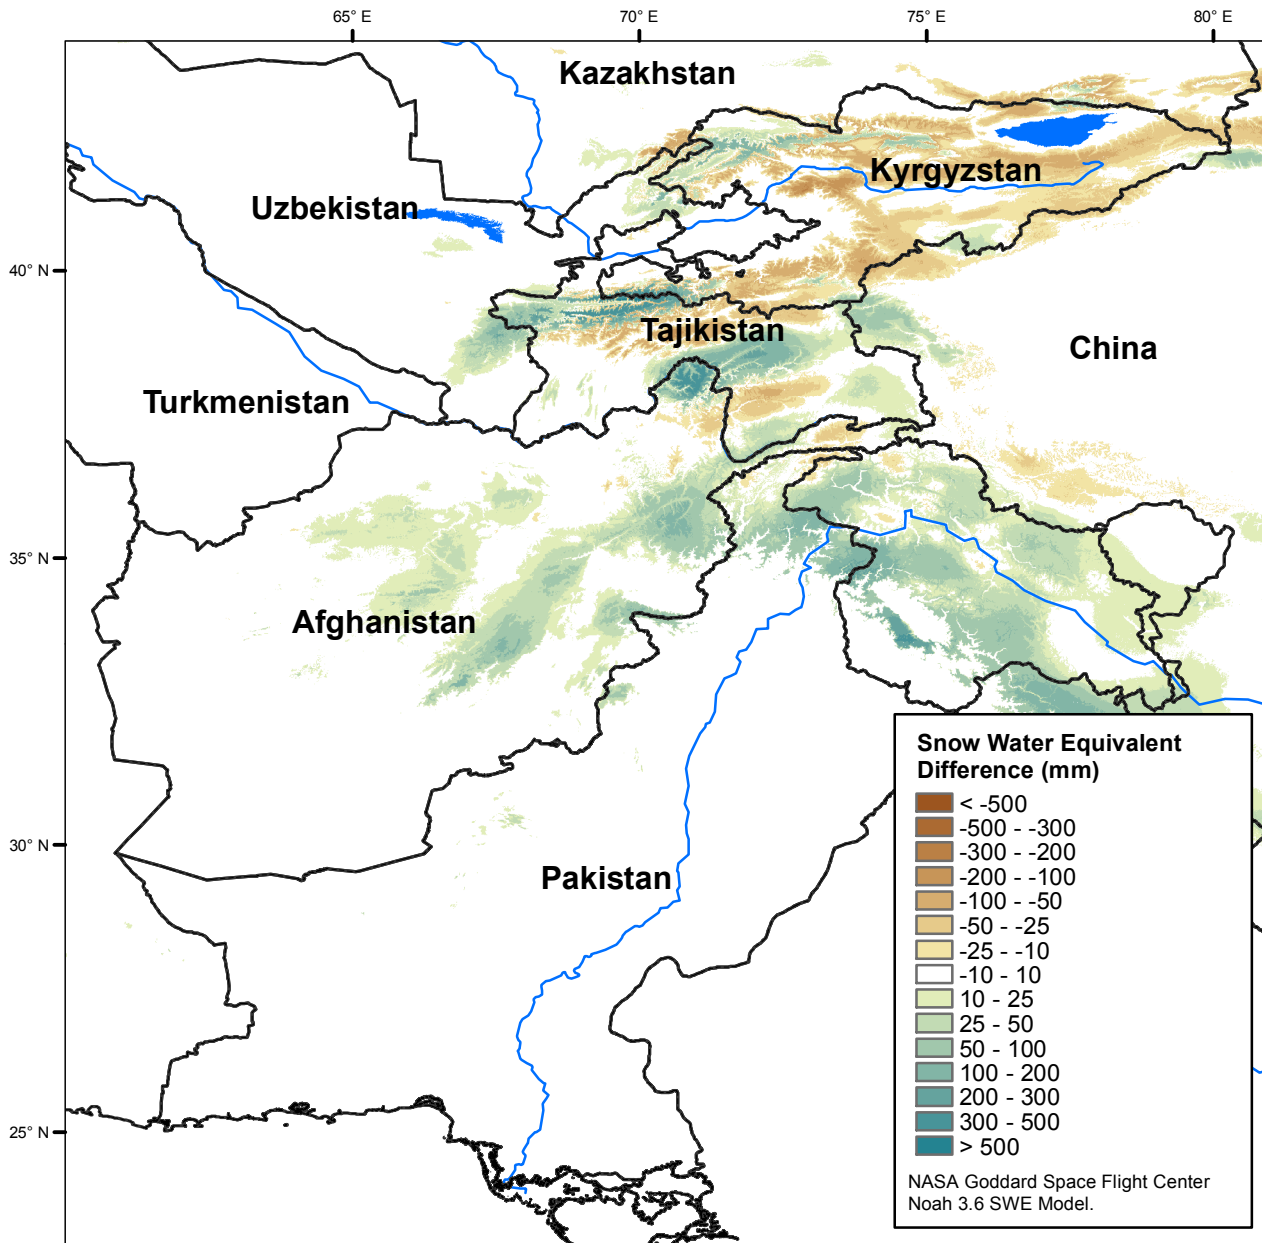 65° E
70° E
75° E
80° E
Kazakhstan
Kyrgyzstan
Uzbekistan
40° N
Tajikistan
China
Turkmenistan
35° N
Afghanistan
30° N
Pakistan
25° N
Snow Water Equivalent
Difference (mm)
< -500
-500 - -300
-300 - -200
-200 - -100
-100 - -50
-50 - -25
-25 - -10
-10 - 10
10 - 25
25 - 50
50 - 100
100 - 200
200 - 300
300 - 500
> 500
NASA Goddard Space Flight Center
Noah 3.6 SWE Model.